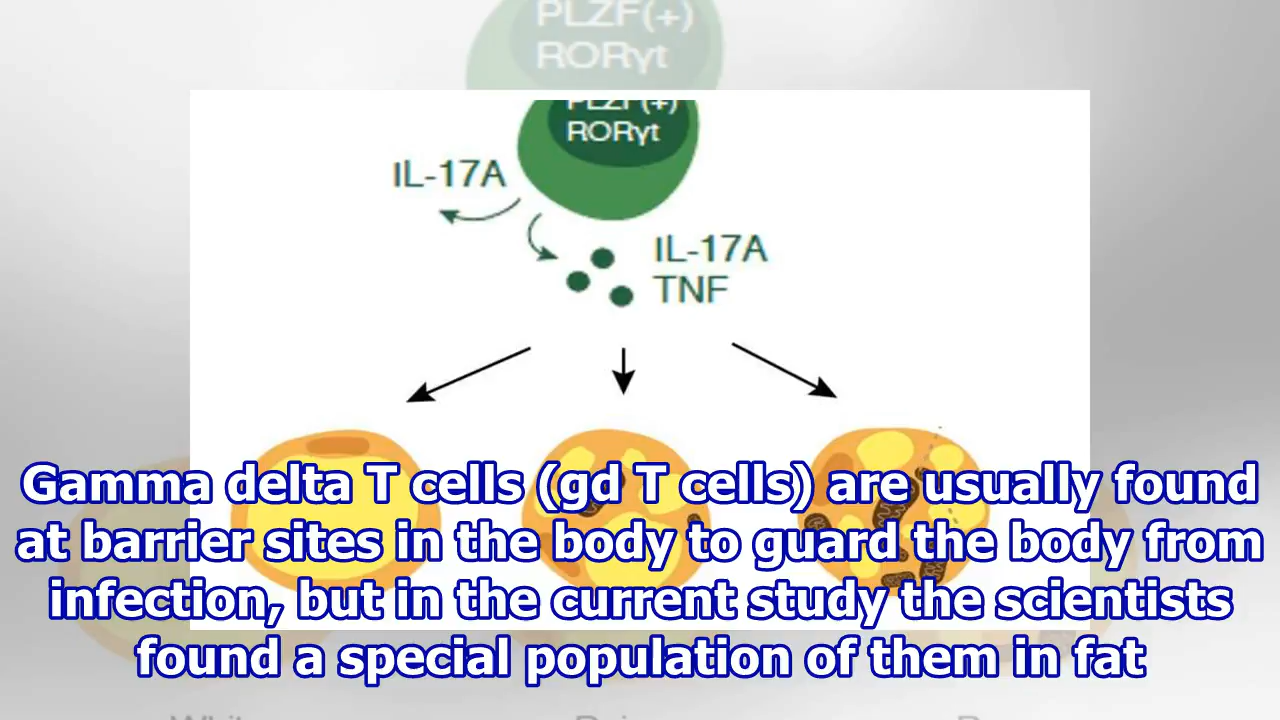 PLZF(+)
RORγt
PLZF(+)
RORγt
IL-17A
IL-17A
TNF
Gamma delta T cells (gd T cells) are usually found
at barrier sites in the body to guard the body from
infection, but in the current study the scientists
found a special population of them in fat